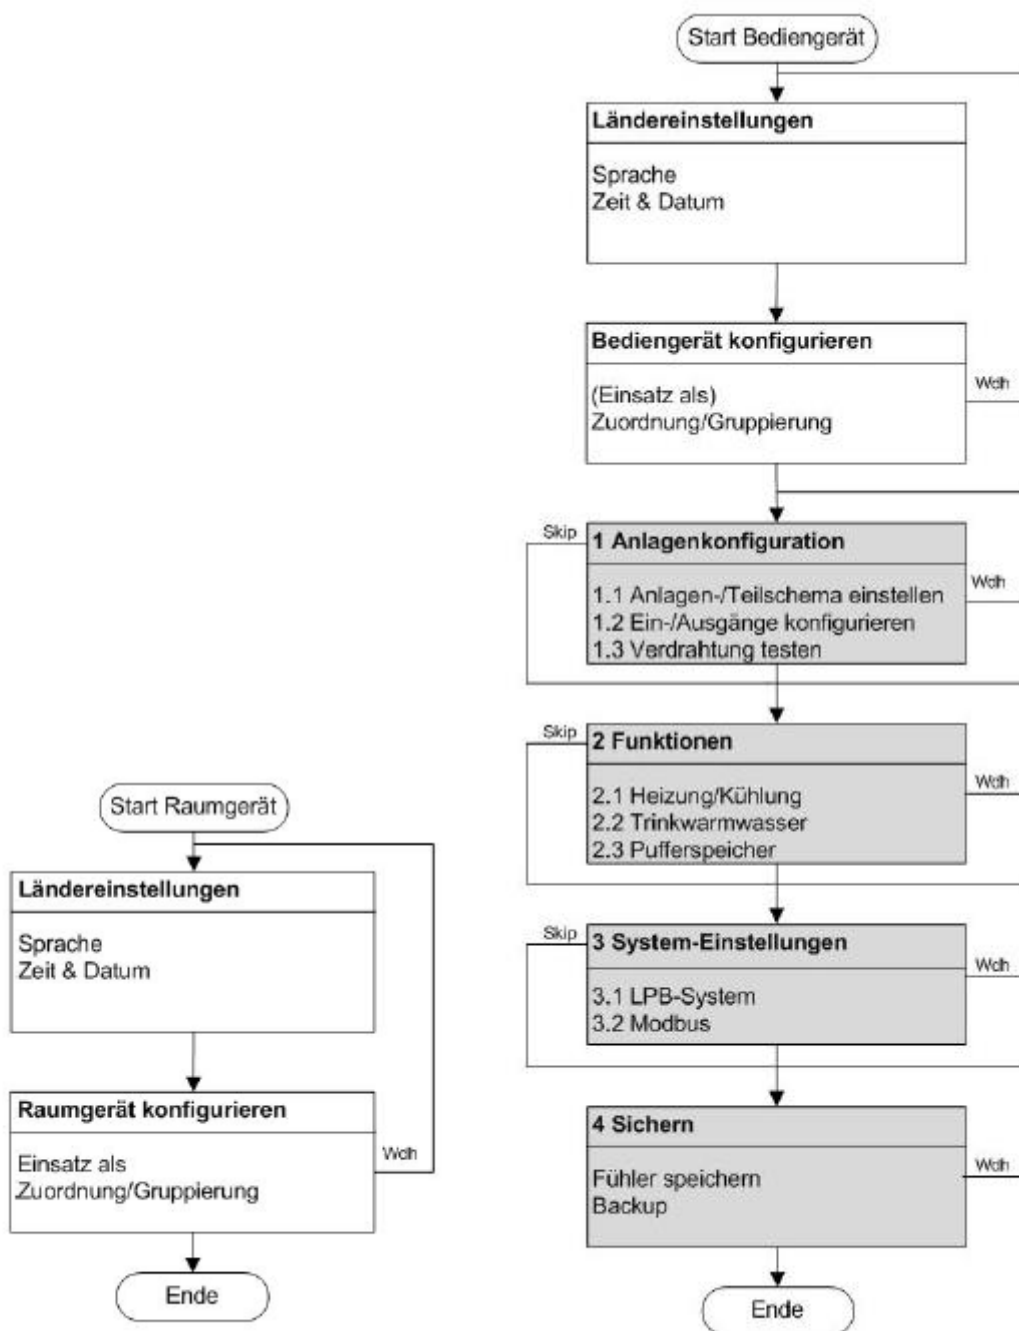 Start Bediengerät
Ländereinstellungen
Sprache
Zeit & Datum
Bediengerät konfigurieren
Wdh
(Einsatz als)
Zuordnung/Gruppierung
Skip
1 Anlagenkonfiguration
Wdh
1.1 Anlagen-/Teilschema einstellen
1.2 Ein-/Ausgänge konfigurieren
1.3 Verdrahtung testen
Skip
2 Funktionen
Wdh
2.1 Heizung/Kühlung
2.2 Trinkwarmwasser
2.3 Pufferspeicher
Skip
3 System-Einstellungen
Wdh
3.1 LPB-System
3.2 Modbus
4 Sichern
Wdh
Fühler speichern
Backup
Ende
Start Raumgerät
Ländereinstellungen
Sprache
Zeit & Datum
Raumgerät konfigurieren
Wdh
Einsatz als
Zuordnung/Gruppierung
Ende